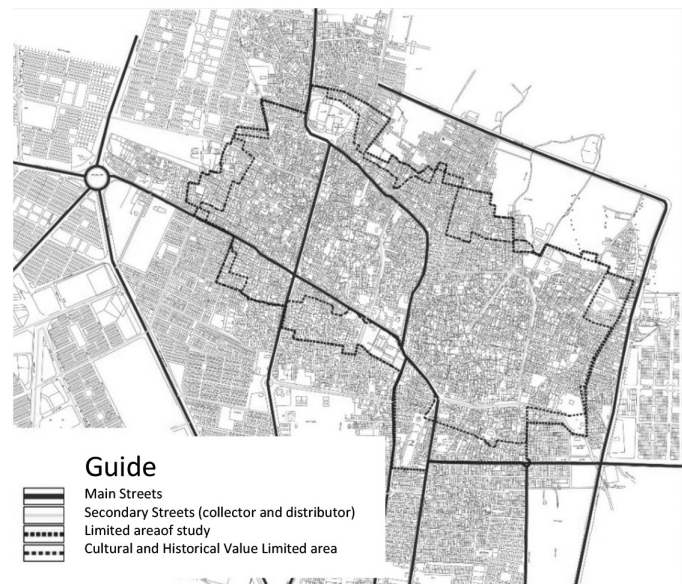 Guide
Main Streets
Secondary Streets (collector and distributor)
Limited areaof study
Cultural and Historical Value Limited area